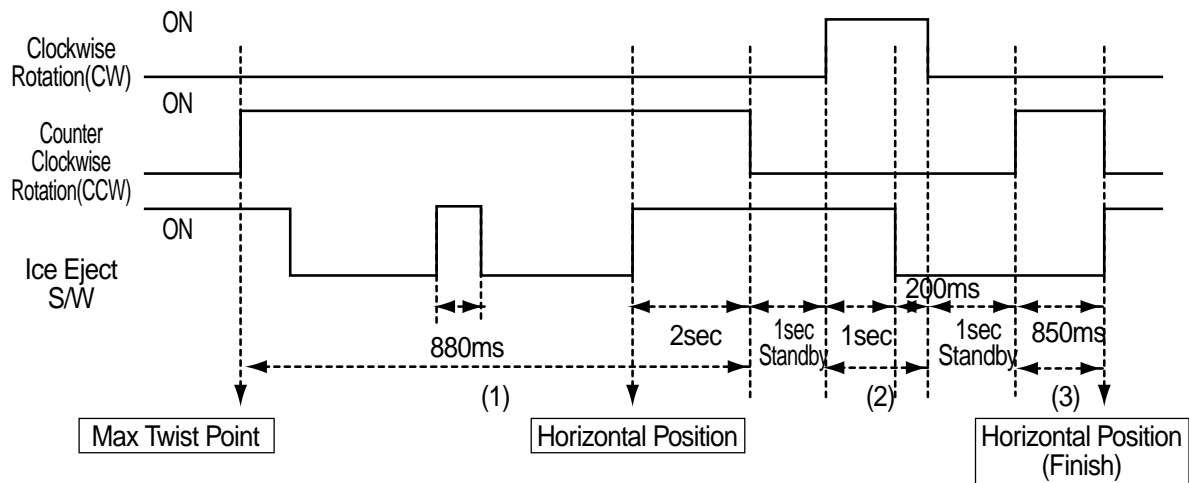 ON
Clockwise
Rotation(CW)
ON
Counter
Clockwise
Rotation(CCW)
ON
Ice Eject
S/W
200ms
880ms
2sec
1sec
Standby
1sec
1sec
Standby
850ms
(1)
(2)
(3)
Max Twist Point
Horizontal Position
Horizontal Position
(Finish)